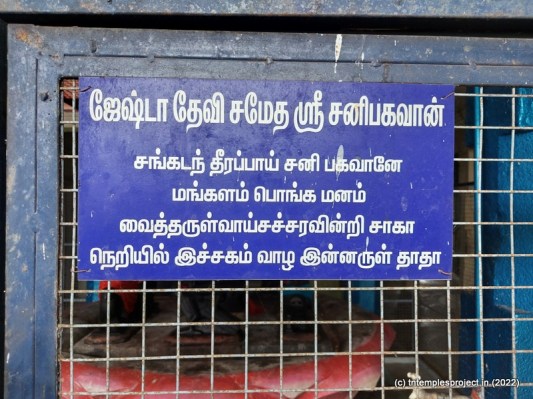 ஜேஷ்டா தேவி சமேத ஸ்ரீ சனிபகவான்
சங்கடந் தீரப்பாய் சனி பகவானே
மங்களம் பொங்க மனம்
வைத்தருள்வாய்சச்சரவின்றி சாகா
நெறியில் இச்சகம் வாழ இன்னருள் தாதா
(c) tntemplesproject.in (2022)